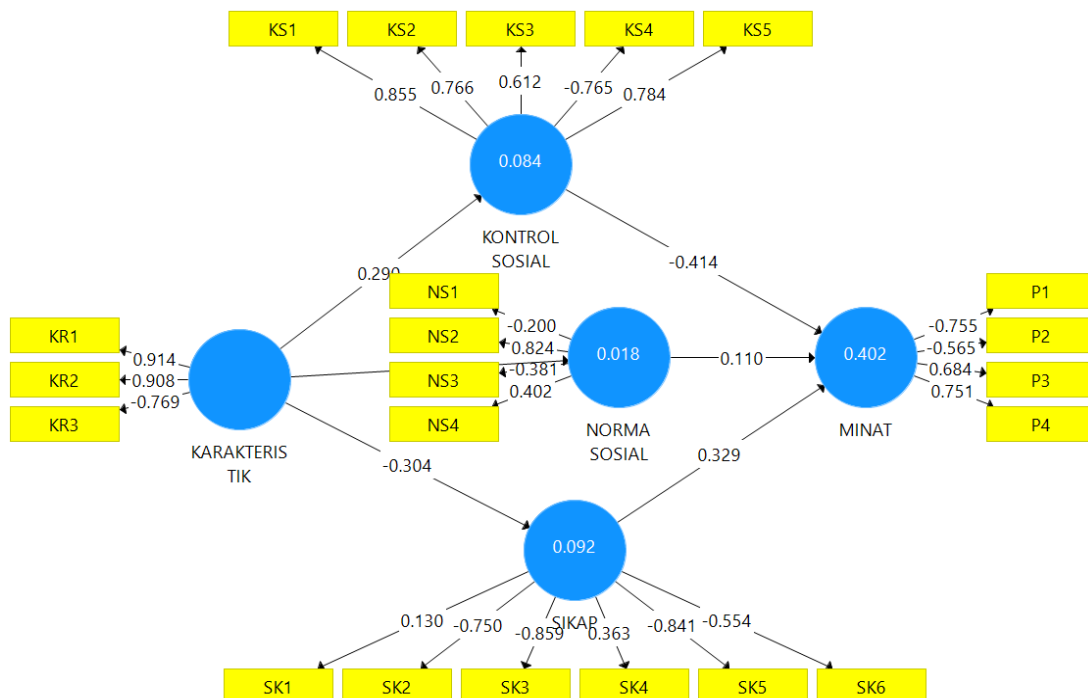 KS1
KS2
KS3
KS4
KS5
0.855
0.766
0.612
-0.765
0.784
0.084
KONTROL
SOSIAL
0.290
-0.414
NS1
NS2
NS3
NS4
-0.200
0.824
-0.381
0.402
0.018
NORMA
SOSIAL
0.110
KR1
KR2
KR3
0.914
0.908
-0.769
KARAKTERIS
TIK
-0.304
0.402
MINAT
P1
P2
P3
P4
-0.755
-0.565
0.684
0.751
0.329
0.092
SIKAP
0.130
-0.750
-0.859
0.363
-0.841
-0.554
SK1
SK2
SK3
SK4
SK5
SK6